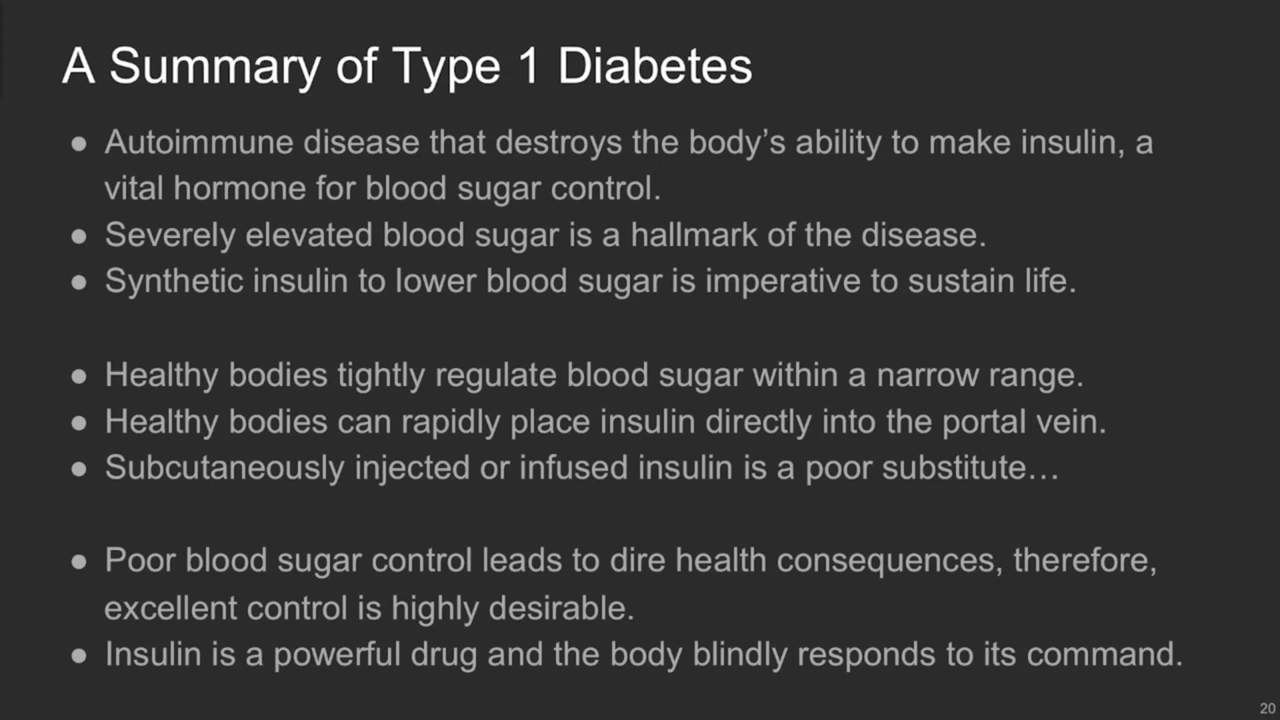 A Summary of Type 1 Diabetes
● Autoimmune disease that destroys the body’s ability to make insulin, a
vital hormone for blood sugar control.
● Severely elevated blood sugar is a hallmark of the disease.
● Synthetic insulin to lower blood sugar is imperative to sustain life.
● Healthy bodies tightly regulate blood sugar within a narrow range.
● Healthy bodies can rapidly place insulin directly into the portal vein.
● Subcutaneously injected or infused insulin is a poor substitute…
● Poor blood sugar control leads to dire health consequences, therefore,
excellent control is highly desirable.
● Insulin is a powerful drug and the body blindly responds to its command.
20